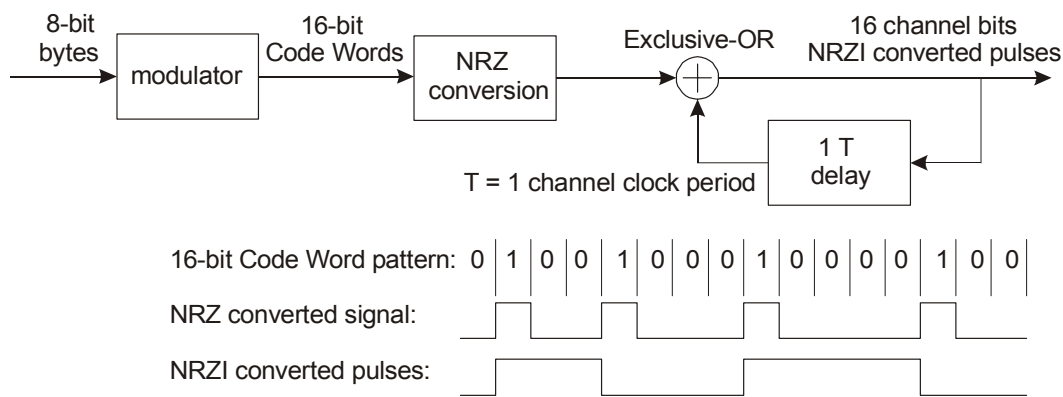 8-bit
bytes
modulator
16-bit
Code Words
NRZ
conversion
Exclusive-OR
16 channel bits
NRZI converted pulses
1 T
delay
T = 1 channel clock period
16-bit Code Word pattern: 0 1 0 0 1 0 0 0 1 0 0 0 0 1 0 0
NRZ converted signal:
NRZI converted pulses: